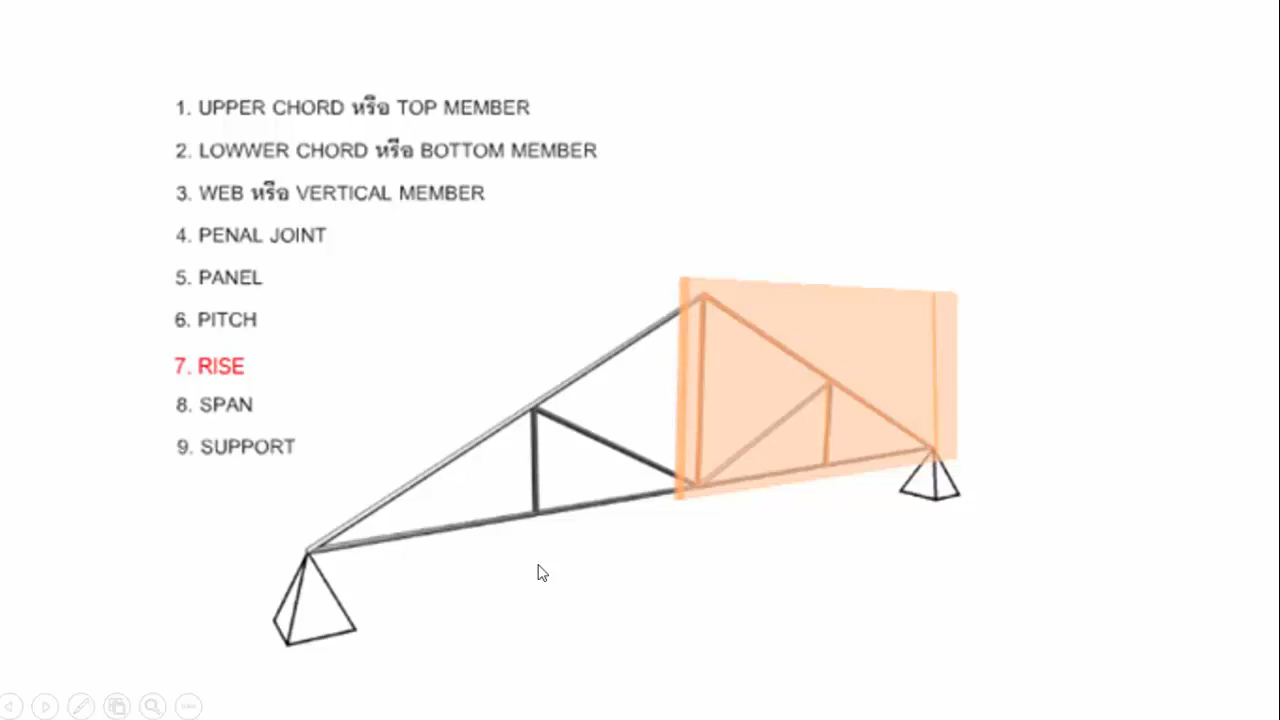 1. UPPER CHORD หรือ TOP MEMBER
2. LOWWER CHORD หรือ BOTTOM MEMBER
3. WEB หรือ VERTICAL MEMBER
4. PENAL JOINT
5. PANEL
6. PITCH
7. RISE
8. SPAN
9. SUPPORT